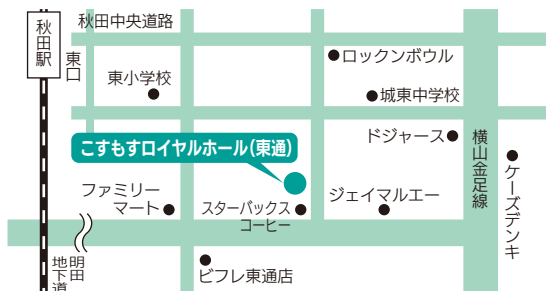 秋田中央道路
秋田駅
東口
ロックンボウル
東小学校
城東中学校
ドジャース
横山金足線
こすもすロイヤルホール(東通)
ケーズデンキ
ファミリー
マート
スターバックス
コーヒー
ジェイマルエー
明田
地下道
ビフレ東通店